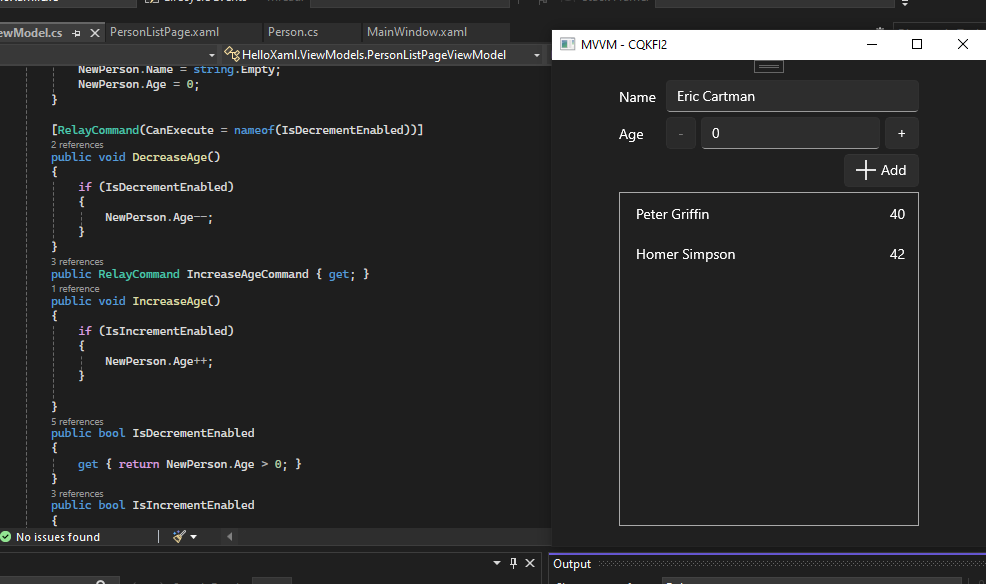 ewModel.cs
PersonListPage.xaml
Person.cs
MainWindow.xaml
HelloXaml.ViewModels.PersonListPageViewModel
NewPerson.Name = string.Empty;
NewPerson.Age = 0;
}
[RelayCommand(CanExecute = nameof(IsDecrementEnabled))]
2 references
public void DecreaseAge()
{
if (IsDecrementEnabled)
{
NewPerson.Age--;
}
}
3 references
public RelayCommand IncreaseAgeCommand { get; }
1 reference
public void IncreaseAge()
{
if (IsIncrementEnabled)
{
NewPerson.Age++;
}
}
5 references
public bool IsDecrementEnabled
{
get { return NewPerson.Age > 0; }
}
3 references
public bool IsIncrementEnabled
{
No issues found
MVVM - CQKFI2
Name
Eric Cartman
Age
-
0
+
Add
Peter Griffin 40
Homer Simpson 42
Output